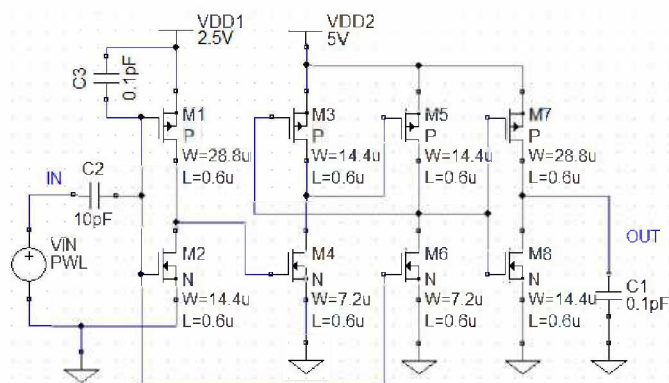 VDD1
2.5V
VDD2
5V
C3
0.1pF
M1
P
W=28.8u
L=0.6u
M3
P
W=14.4u
L=0.6u
M5
P
W=14.4u
L=0.6u
M7
P
W=28.8u
L=0.6u
IN
C2
10pF
VIN
PWL
M2
N
W=14.4u
L=0.6u
M4
N
W=7.2u
L=0.6u
M6
N
W=7.2u
L=0.6u
M8
N
W=14.4u
L=0.6u
OUT
C1
0.1pF